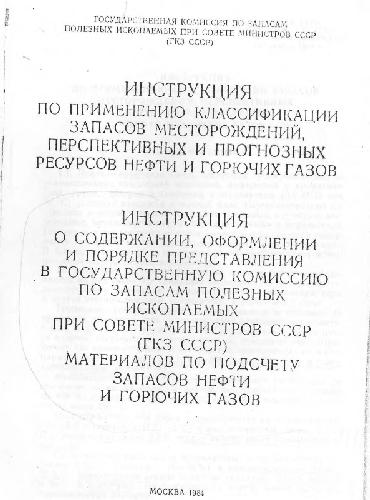 ГОСУДАРСТВЕННАЯ КОМИССИЯ ПО ЗАПАСАМ
ПОЛЕЗНЫХ ИСКОПАЕМЫХ ПРИ СОВЕТЕ МИНИСТРОВ СССР
(ГКЗ СССР)
ИНСТРУКЦИЯ
ПО ПРИМЕНЕНИЮ КЛАССИФИКАЦИИ
ЗАПАСОВ МЕСТОРОЖДЕНИЙ,
ПЕРСПЕКТИВНЫХ И ПРОГНОЗНЫХ
РЕСУРСОВ НЕФТИ И ГОРЮЧИХ ГАЗОВ
ИНСТРУКЦИЯ
О СОДЕРЖАНИИ, ОФОРМЛЕНИИ
И ПОРЯДКЕ ПРЕДСТАВЛЕНИЯ
В ГОСУДАРСТВЕННУЮ КОМИССИЮ
ПО ЗАПАСАМ ПОЛЕЗНЫХ
ИСКОПАЕМЫХ
ПРИ СОВЕТЕ МИНИСТРОВ СССР
(ГКЗ СССР)
МАТЕРИАЛОВ ПО ПОДСЧЕТУ
ЗАПАСОВ НЕФТИ
И ГОРЮЧИХ ГАЗОВ
МОСКВА 1984